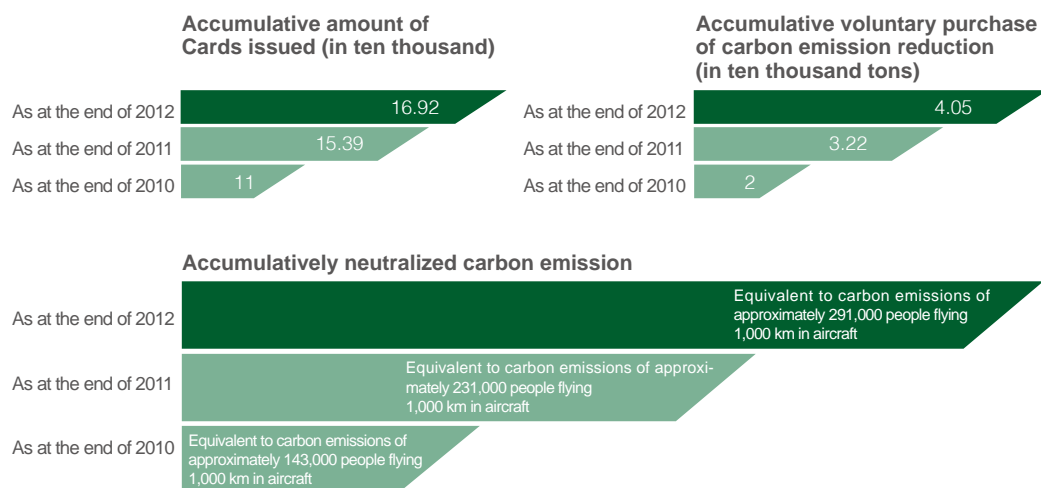 Accumulative amount of
Cards issued (in ten thousand)
As at the end of 2012
16.92
As at the end of 2011
15.39
As at the end of 2010
11
Accumulative voluntary purchase
of carbon emission reduction
(in ten thousand tons)
As at the end of 2012
4.05
As at the end of 2011
3.22
As at the end of 2010
2
Accumulatively neutralized carbon emission
As at the end of 2012
Equivalent to carbon emissions of
approximately 291,000 people flying
1,000 km in aircraft
As at the end of 2011
Equivalent to carbon emissions of approxi-
mately 231,000 people flying
1,000 km in aircraft
As at the end of 2010
Equivalent to carbon emissions of
approximately 143,000 people flying
1,000 km in aircraft